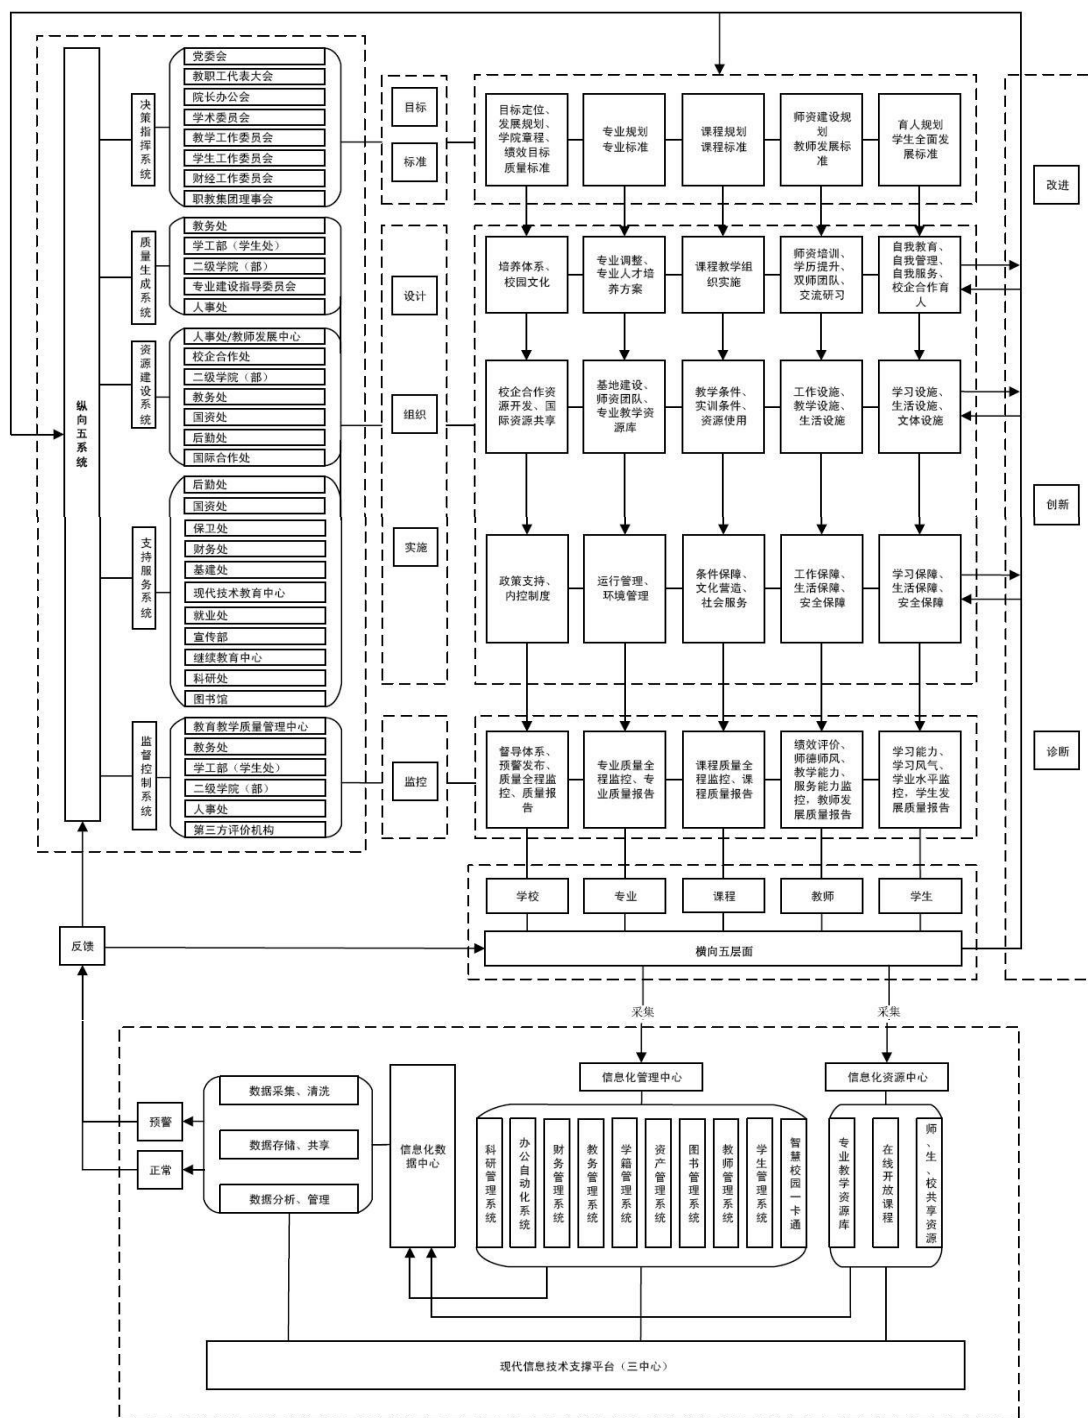 纵向五系统
决策指挥系统
党委会
教职工代表大会
院长办公会
学术委员会
教学工作委员会
学生工作委员会
财经工作委员会
职教集团理事会
质量生成系统
教务处
学工部（学生处）
二级学院（部）
专业建设指导委员会
人事处
资源建设系统
人事处/教师发展中心
校企合作处
二级学院（部）
教务处
国资处
后勤处
国际合作处
支持服务系统
后勤处
国资处
保卫处
财务处
基建处
现代技术教育中心
就业处
宣传部
继续教育中心
科研处
图书馆
监督控制系统
教育教学质量管理中心
教务处
学工部（学生处）
二级学院（部）
人事处
第三方评价机构
目标
标准
设计
组织
实施
监控
目标定位、
发展规划、
学院章程、
绩效目标
质量标准
专业规划
专业标准
课程规划
课程标准
师资建设规
划
教师发展标
准
育人规划
学生全面发
展标准
培养体系、
校园文化
专业调整、
专业人才培
养方案
课程教学组
织实施
师资培训、
学历提升、
双师团队、
交流研习
自我教育、
自我管理、
自我服务、
校企合作育
人
校企合作资
源开发、国
际资源共享
基地建设、
师资团队、
专业教学资
源库
教学条件、
实训条件、
资源使用
工作设施、
教学设施、
生活设施
学习设施、
生活设施、
文体设施
政策支持、
内控制度
运行管理、
环境管理
条件保障、
文化营造、
社会服务
工作保障、
生活保障、
安全保障
学习保障、
生活保障、
安全保障
督导体系、
预警发布、
质量全程监
控、质量报
告
专业质量全
程监控、专
业质量报告
课程质量全
程监控、课
程质量报告
绩效评价、
师德师风、
教学能力、
服务能力监
控，教师发
展质量报告
学习能力、
学习风气、
学业水平监
控，学生发
展质量报告
改进
创新
诊断
学校
专业
课程
教师
学生
横向五层面
反馈
采集
采集
预警
正常
数据采集、清洗
数据存储、共享
数据分析、管理
信息化数
据中心
信息化管理中心
科研管理系统
办公自动化系统
财务管理系统
教务管理系统
学籍管理系统
资产管理系统
图书管理系统
教师管理系统
学生管理系统
智慧校园一卡通
信息化资源中心
专业教学资源库
在线开放课程
师、生、校共享资源
现代信息技术支撑平台（三中心）